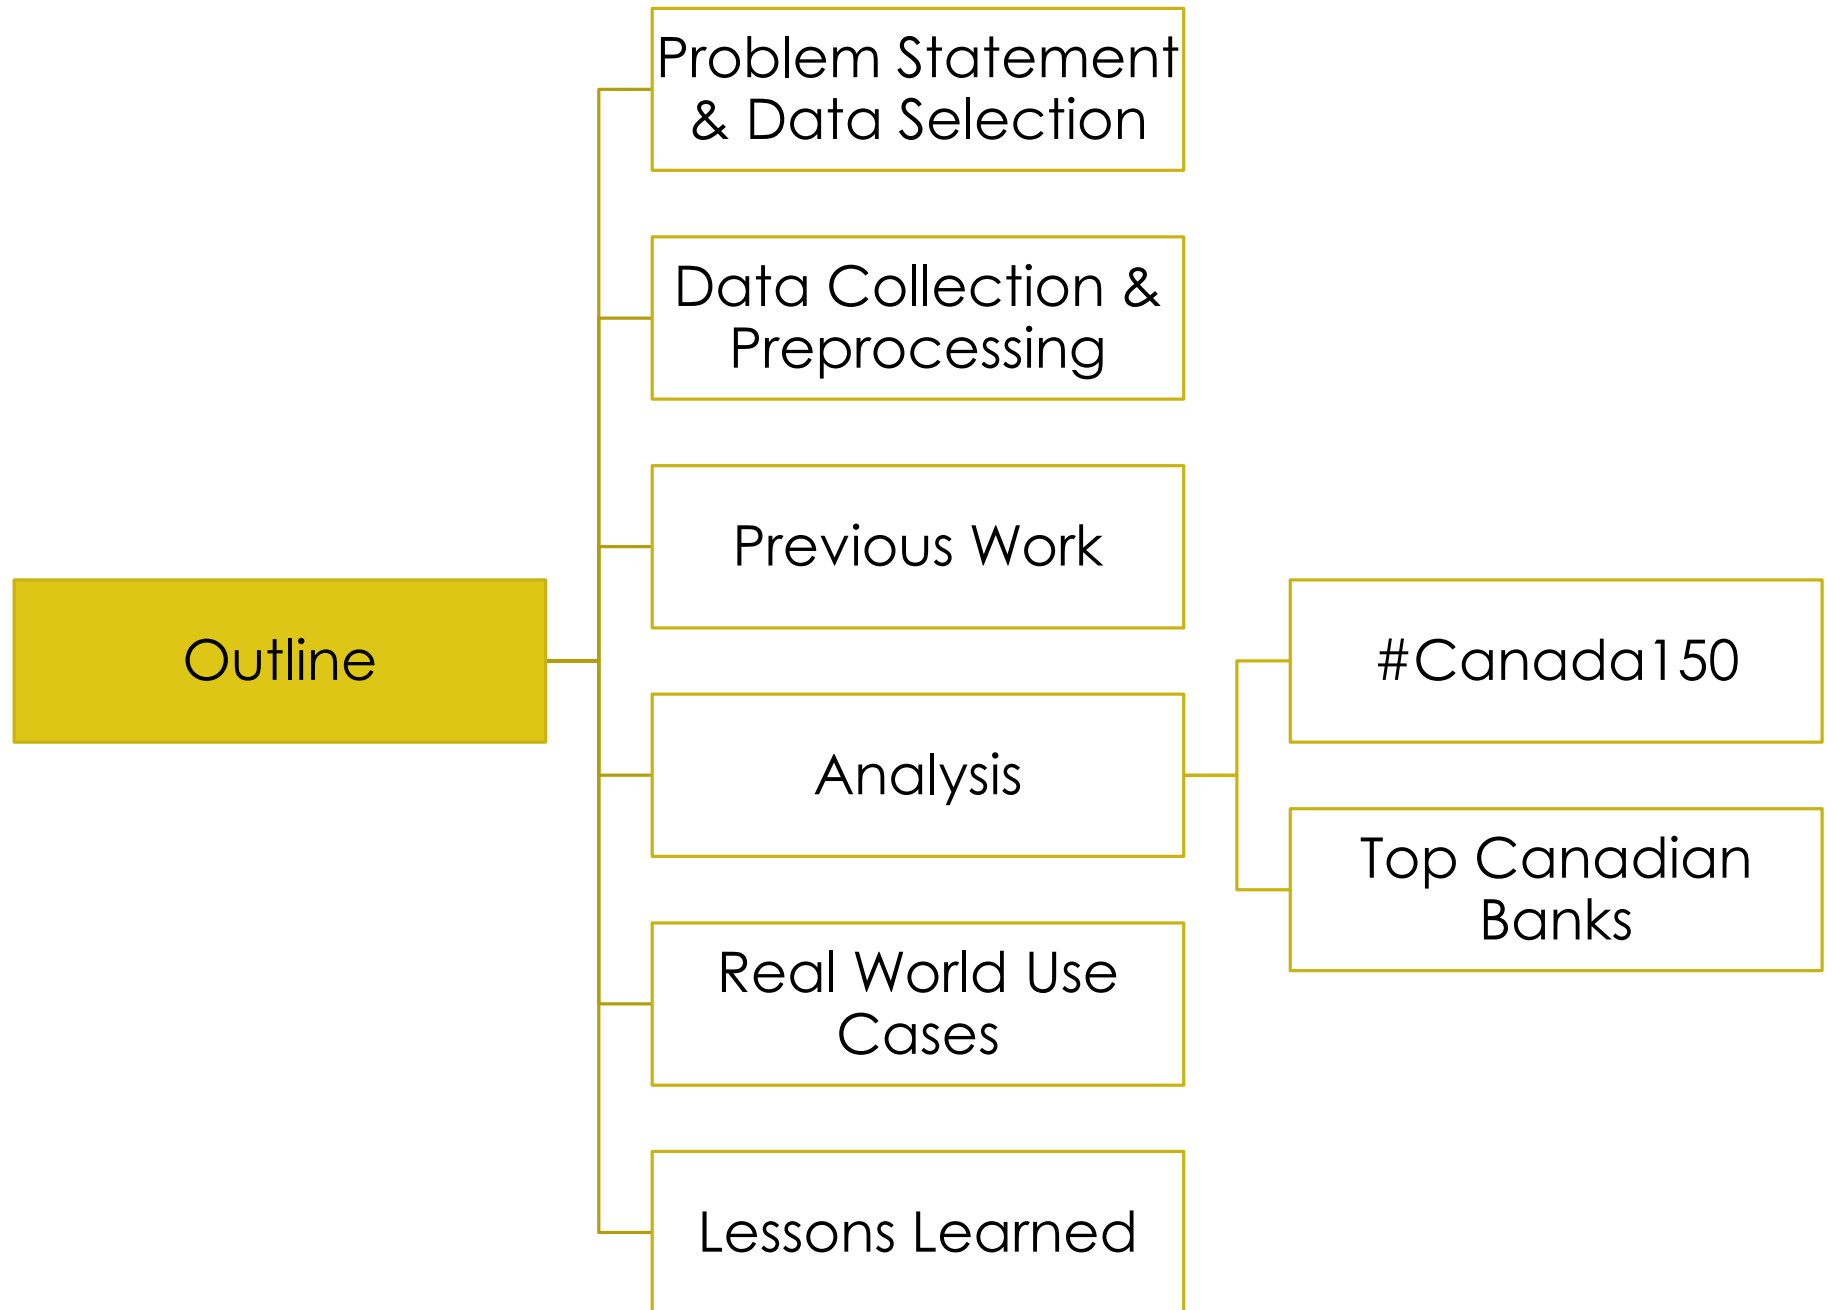 Outline
Problem Statement
& Data Selection
Data Collection &
Preprocessing
Previous Work
Analysis
#Canada150
Top Canadian
Banks
Real World Use
Cases
Lessons Learned